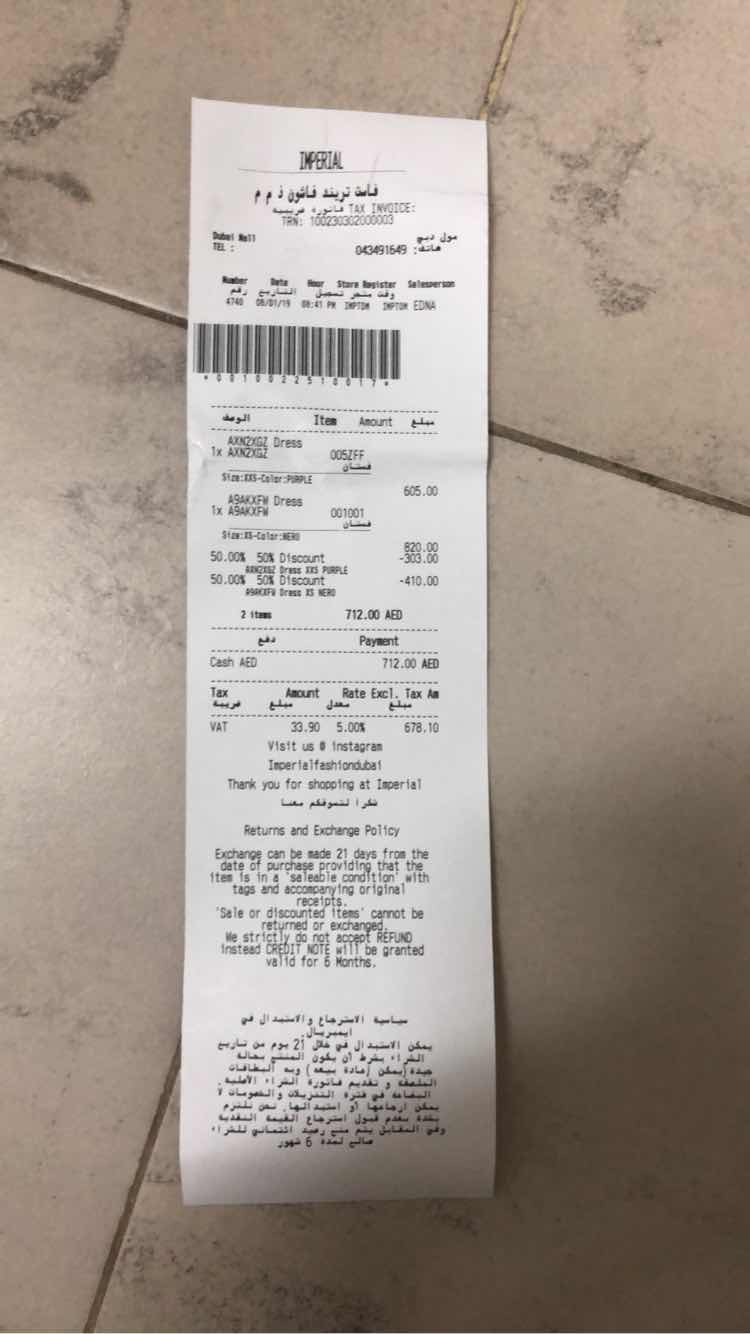 IMPERIAL
فاست تريند فاشون ذ م م
فاتورة ضريبية TAX INVOICE:
TRN: 100230302000003
Dubai Mall مول دبي
TEL : 043491649 هاتف:
Number Date Hour Store Register Salesperson
رقم التاريخ وقت متجر تسجيل
4740 08/01/19 08:41 PM IMPTDM IMPTDM EDNA
*001002251001 7*
الوصف Item Amount مبلغ
AXN2XGZ Dress
1x AXN2XGZ 005ZFF
فستان
Size:XXS-Color:PURPLE
605.00
A9AKXFW Dress
1x A9AKXFW 001001
فستان
Size:XS-Color:NERO
820.00
50.00% 50% Discount -303.00
AXN2XGZ Dress XXS PURPLE
50.00% 50% Discount -410.00
A9AKXFW Dress XS NERO
2 items 712.00 AED
دفع Payment
Cash AED 712.00 AED
Tax Amount Rate Excl. Tax Am
ضريبة مبلغ معدل مبلغ
VAT 33.90 5.00% 678.10
Visit us @ instagram
Imperialfashiondubai
Thank you for shopping at Imperial
شكرا لتسوقكم معنا
Returns and Exchange Policy
Exchange can be made 21 days from the
date of purchase providing that the
item is in a 'saleable condition' with
tags and accompanying original
receipts.
'Sale or discounted items' cannot be
returned or exchanged.
We strictly do not accept REFUND
instead CREDIT NOTE will be granted
valid for 6 Months.
سياسية الاسترجاع والاستبدال في
ايمبريال.
يمكن الاستبدال في خلال 21 يوم من تاريخ
الشراء بشرط أن يكون المنتج بحالة
جيدة(يمكن إعادة بيعه) وبه البطاقات
الملصقة و تقديم فاتورة الشراء الأصلية.
البضاعة في فترة التنزيلات والخصومات لا
يمكن ارجاعها أو استبدالها. نحن نلتزم
بشدة بعدم قبول استرجاع القيمة النقدية
وفي المقابل يتم منح رصيد ائتماني للشراء
صالح لمدة 6 شهور